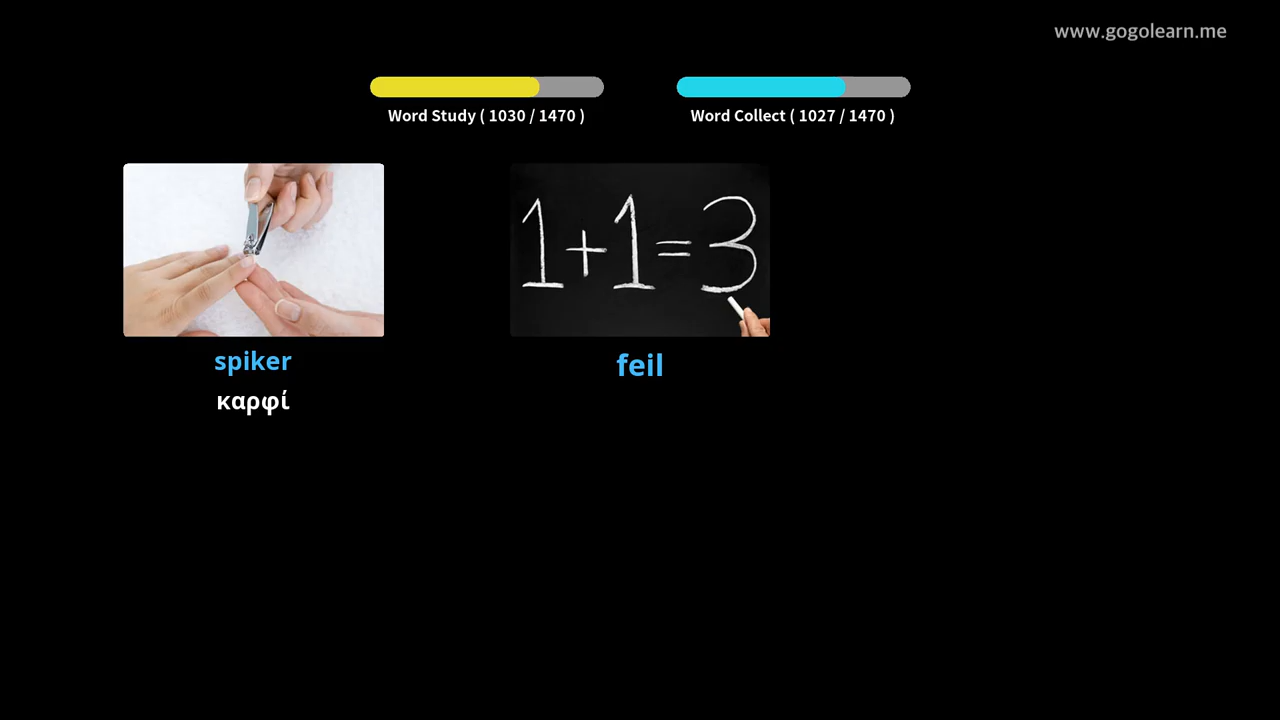 www.gogolearn.me
Word Study ( 1030 / 1470 )
Word Collect ( 1027 / 1470 )
1+1=3
spiker
feil
καρφί